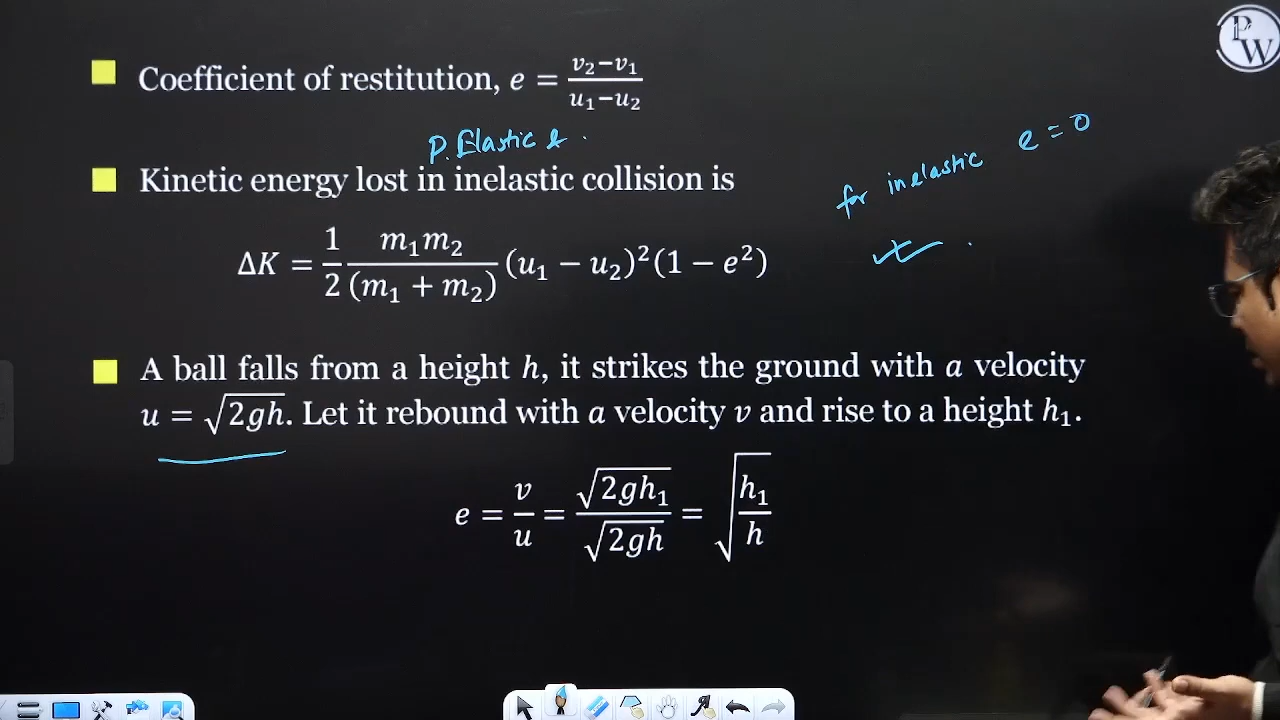 PW
Coefficient of restitution, e = (v₂−v₁)/(u₁−u₂)
P. Elastic &
Kinetic energy lost in inelastic collision is
for inelastic e = 0
ΔK = 1/2 m₁m₂/(m₁ + m₂) (u₁ − u₂)²(1 − e²)
A ball falls from a height h, it strikes the ground with a velocity
u = √2gh. Let it rebound with a velocity v and rise to a height h₁.
e = v/u = √2gh₁/√2gh = √(h₁/h)